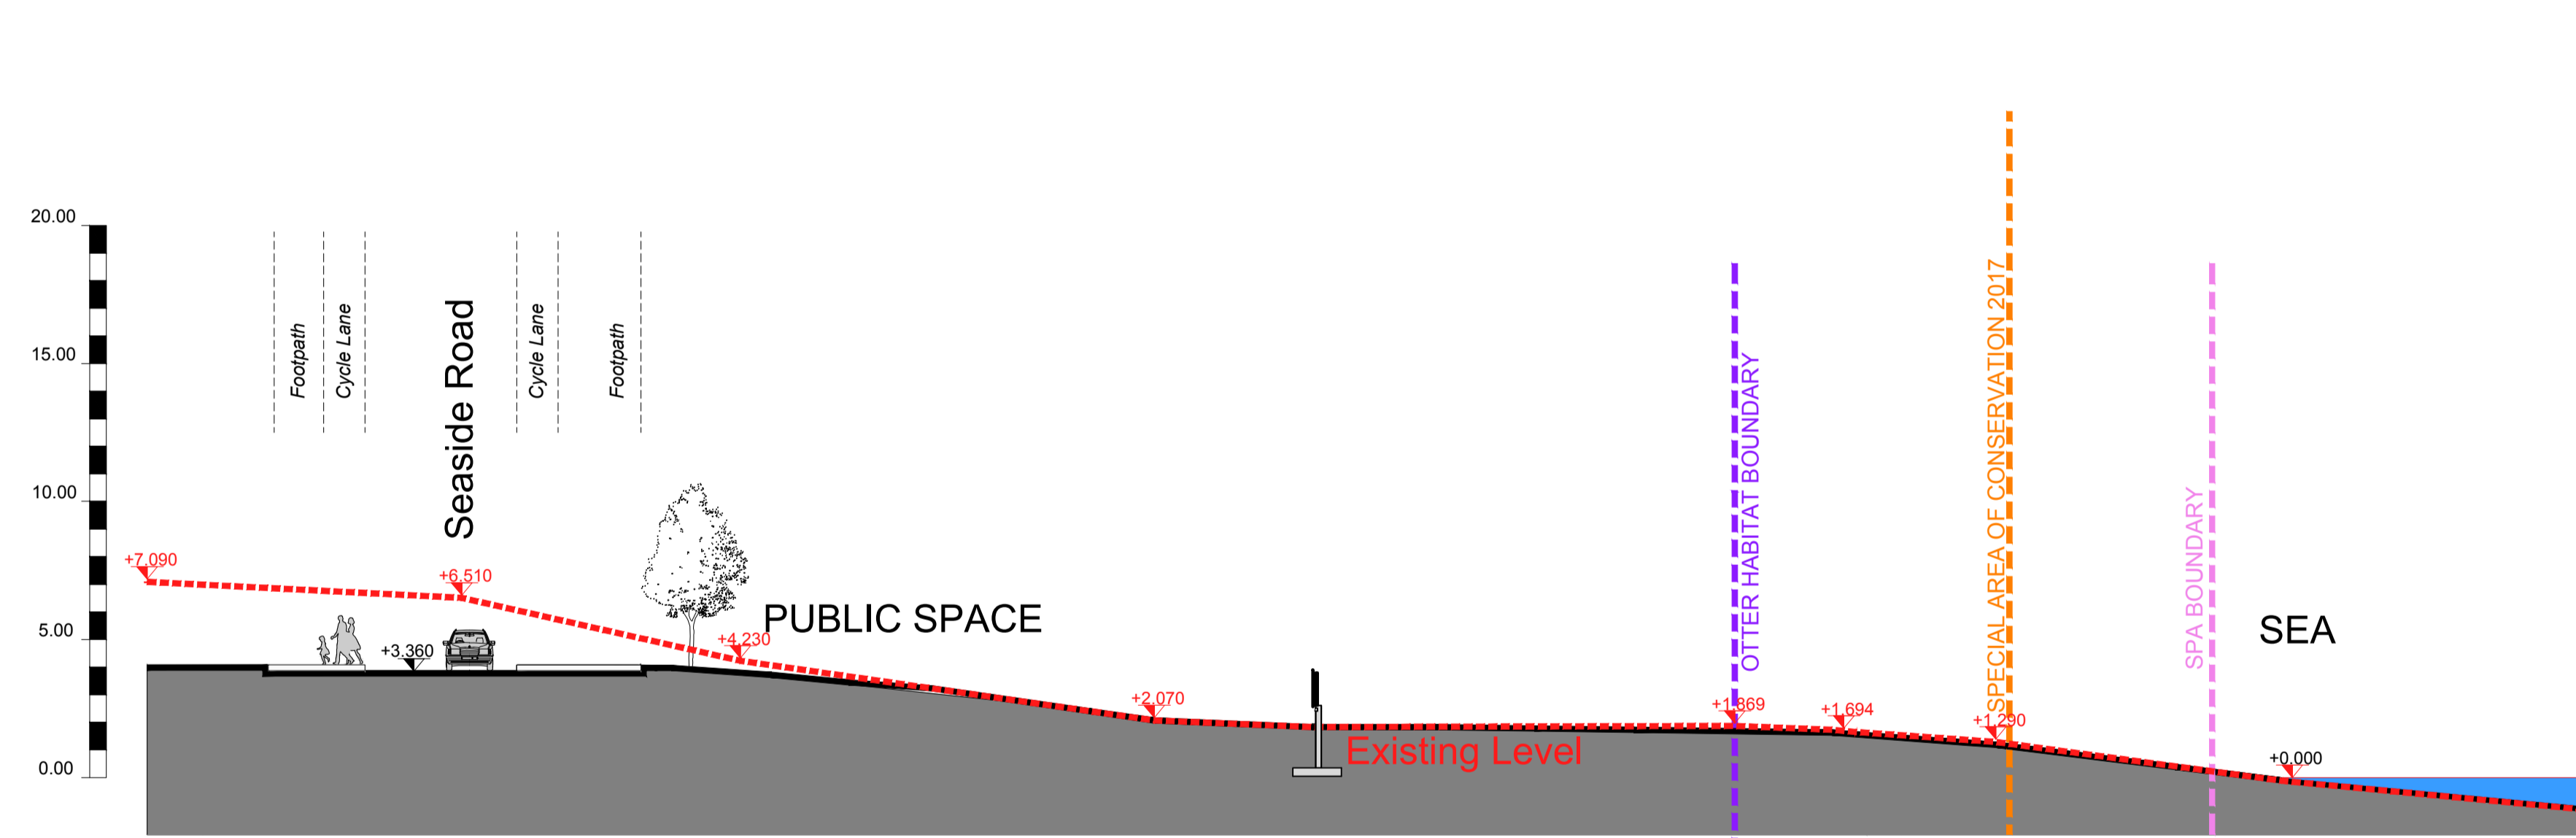 20.00
15.00
10.00
5.00
0.00
Footpath
Cycle Lane
Seaside Road
Cycle Lane
Footpath
+7.090
+6.510
+3.360
+4.230
PUBLIC SPACE
+2.070
Existing Level
+1.869
OTTER HABITAT BOUNDARY
+1.694
SPECIAL AREA OF CONSERVATION 2017
+1.290
SPA BOUNDARY
SEA
+0.000